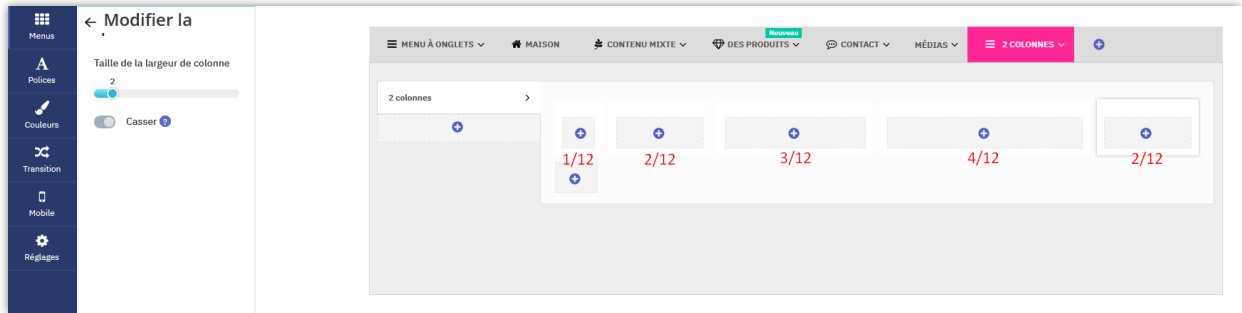 Menus
Polices
Couleurs
Transition
Mobile
Réglages
← Modifier la
Taille de la largeur de colonne
2
Casser ?
MENU À ONGLETS
MAISON
CONTENU MIXTE
Nouveau
DES PRODUITS
CONTACT
MÉDIAS
2 COLONNES
2 colonnes
1/12 2/12 3/12 4/12 2/12